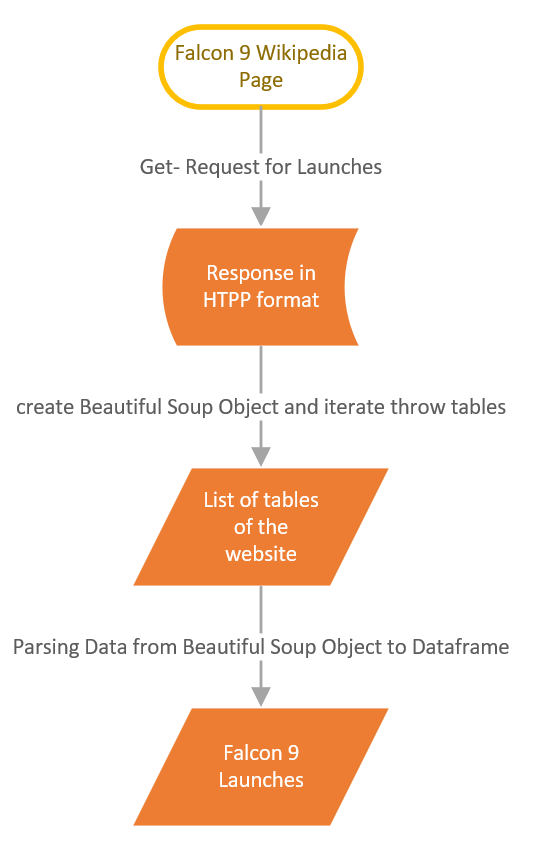 Falcon 9 Wikipedia
Page
Get- Request for Launches
Response in
HTPP format
create Beautiful Soup Object and iterate throw tables
List of tables
of the
website
Parsing Data from Beautiful Soup Object to Dataframe
Falcon 9
Launches